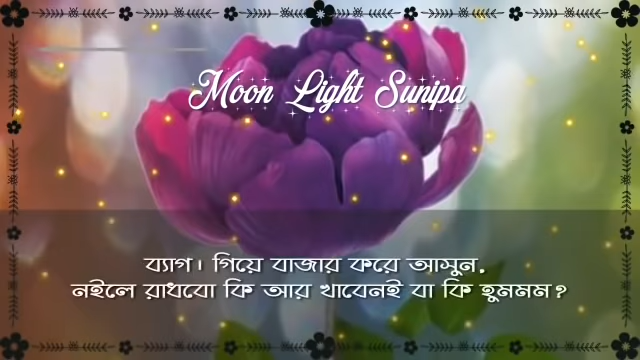 Moon Light Sunipa
ব্যাগ। গিয়ে বাজার করে আসুন.
নইলে রাধবো কি আর খাবেনই বা কি হুমমম?